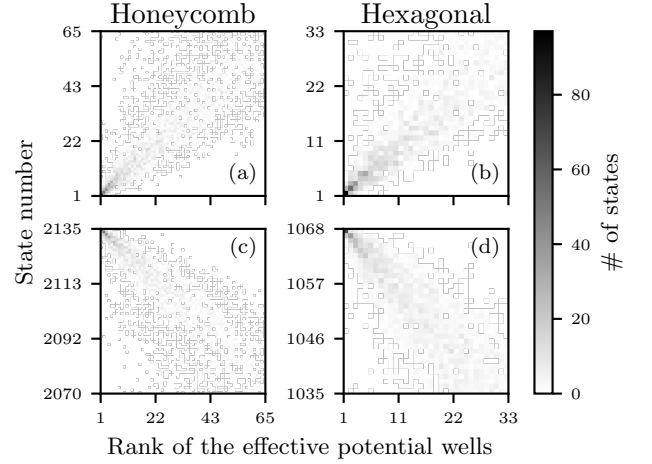 Honeycomb
Hexagonal
65
43
22
1
(a)
33
22
11
1
(b)
2135
2113
2092
2070
(c)
1 22 43 65
1068
1057
1046
1035
(d)
1 11 22 33
State number
Rank of the effective potential wells
80
60
40
20
0
# of states